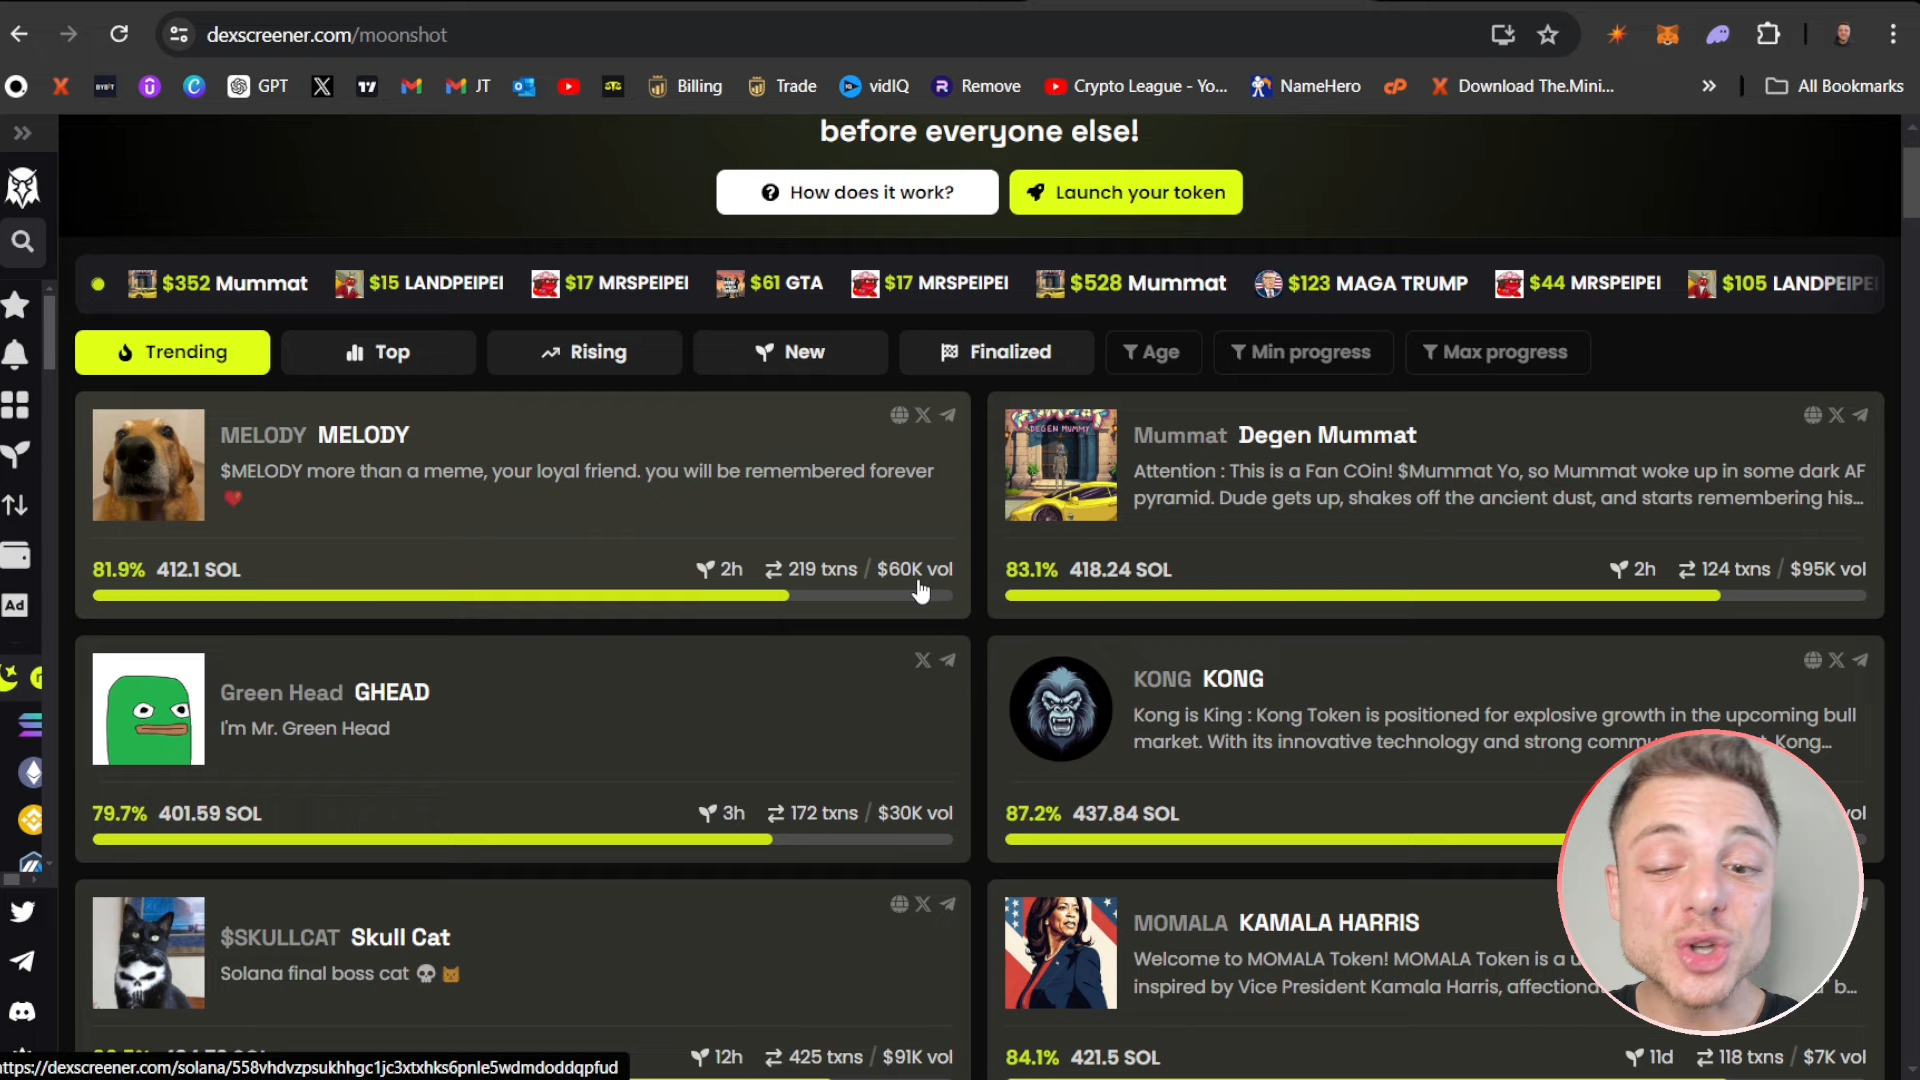 dexscreener.com/moonshot
GPT
JT
Billing
Trade
vidIQ
Remove
Crypto League - Yo...
NameHero
Download The.Mini...
All Bookmarks
before everyone else!
How does it work?
Launch your token
$352 Mummat
$15 LANDPEIPEI
$17 MRSPEIPEI
$61 GTA
$17 MRSPEIPEI
$528 Mummat
$123 MAGA TRUMP
$44 MRSPEIPEI
$105 LANDPEIPEI
Trending
Top
Rising
New
Finalized
Age
Min progress
Max progress
MELODY MELODY
$MELODY more than a meme, your loyal friend. you will be remembered forever
❤️
81.9% 412.1 SOL
2h 219 txns / $60K vol
Mummat Degen Mummat
Attention : This is a Fan COin! $Mummat Yo, so Mummat woke up in some dark AF
pyramid. Dude gets up, shakes off the ancient dust, and starts remembering his...
83.1% 418.24 SOL
2h 124 txns / $95K vol
Green Head GHEAD
I'm Mr. Green Head
79.7% 401.59 SOL
3h 172 txns / $30K vol
KONG KONG
Kong is King : Kong Token is positioned for explosive growth in the upcoming bull
market. With its innovative technology and strong Kong...
87.2% 437.84 SOL
vol
$SKULLCAT Skull Cat
Solana final boss cat 💀🐱
12h 425 txns / $91K vol
MOMALA KAMALA HARRIS
Welcome to MOMALA Token! MOMALA Token is a
inspired by Vice President Kamala Harris, b...
84.1% 421.5 SOL
11d 118 txns / $7K vol
Ad
https://dexscreener.com/solana/558vhdvzpsukhhgc1jc3xtxhks6pnle5wdmdoddqpfud